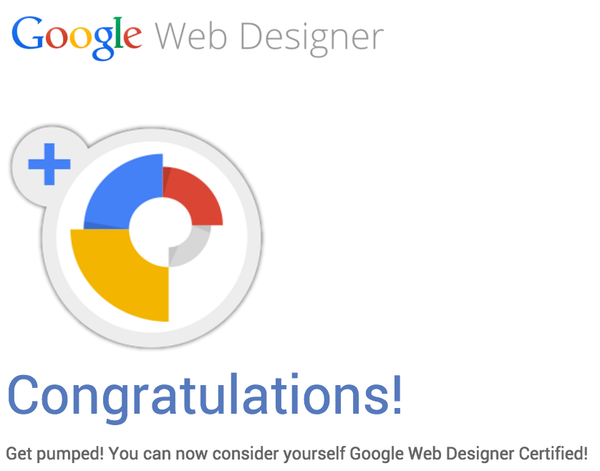 Google Web Designer
Congratulations!
Get pumped! You can now consider yourself Google Web Designer Certified!